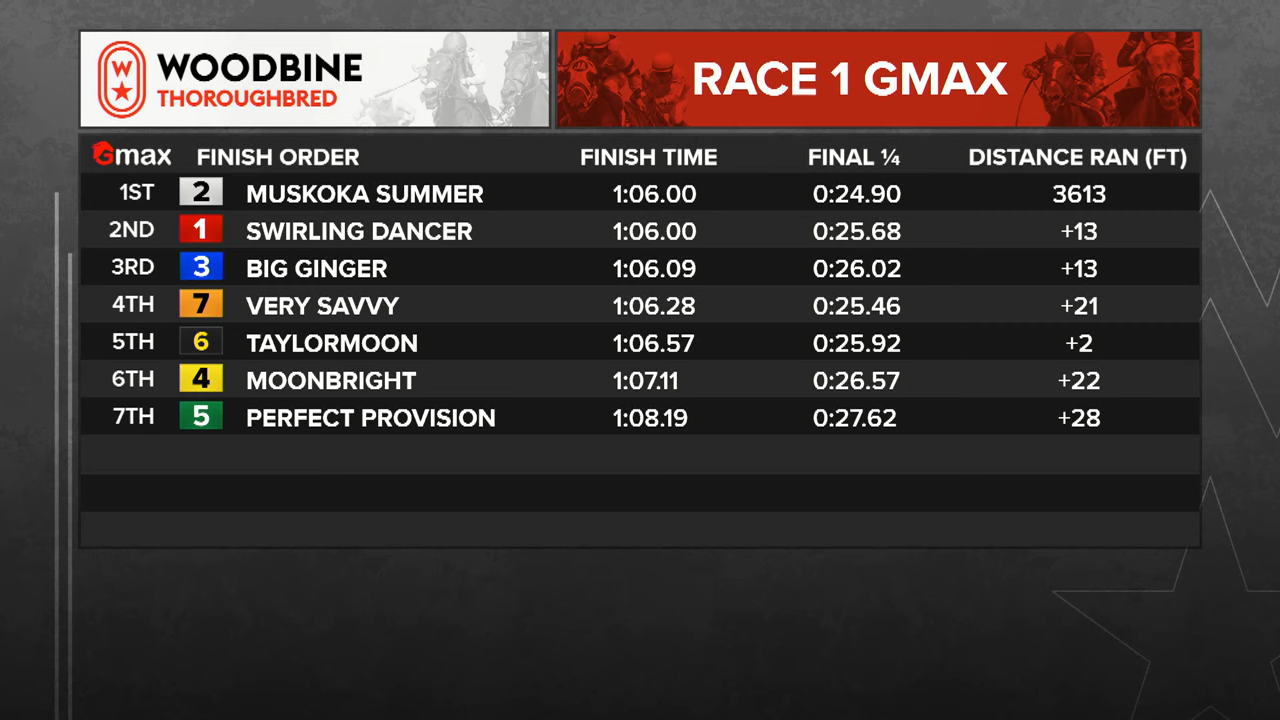 W
WOODBINE
THOROUGHBRED
RACE 1 GMAX
Gmax FINISH ORDER FINISH TIME FINAL ¼ DISTANCE RAN (FT)
1ST 2 MUSKOKA SUMMER 1:06.00 0:24.90 3613
2ND 1 SWIRLING DANCER 1:06.00 0:25.68 +13
3RD 3 BIG GINGER 1:06.09 0:26.02 +13
4TH 7 VERY SAVVY 1:06.28 0:25.46 +21
5TH 6 TAYLORMOON 1:06.57 0:25.92 +2
6TH 4 MOONBRIGHT 1:07.11 0:26.57 +22
7TH 5 PERFECT PROVISION 1:08.19 0:27.62 +28